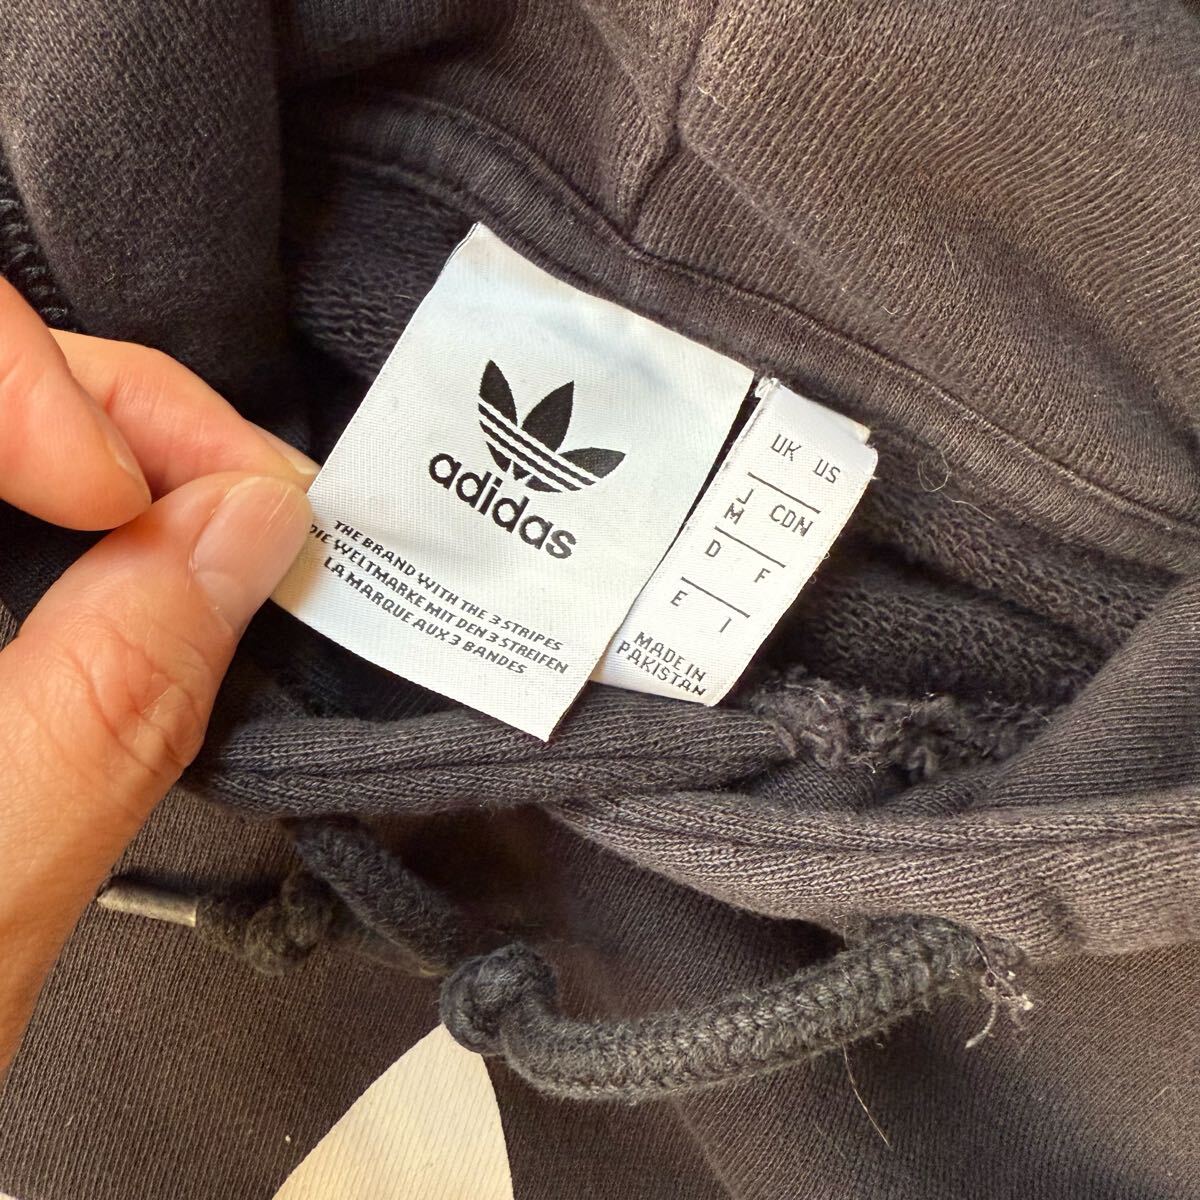 adidas
THE BRAND WITH THE 3 STRIPES
DIE WELTMARKE MIT DEN 3 STREIFEN
LA MARQUE AUX 3 BANDES
UK US
J
M CDN
D F
E I
MADE IN
PAKISTAN